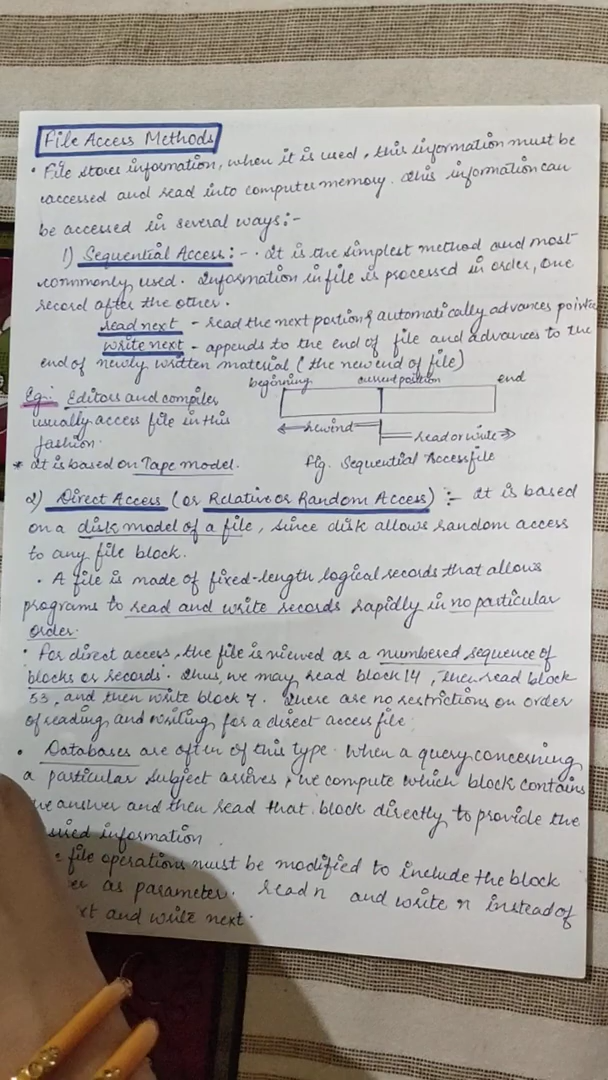 File Access Methods
• File stores information, when it is used, this information must be
accessed and read into computer memory. This information can
be accessed in several ways:-
1) Sequential Access:- • It is the simplest method and most
commonly used. Information in file is processed in order, one
record after the other.
read next - read the next portion & automatically advances pointer
write next - appends to the end of file and advances to the
end of newly written material (the new end of file)
beginning current position end
Eg:- Editors and compiler
usually access file in this
fashion.
← rewind
read or write →
* It is based on Tape model.
Fig. Sequential Access file
2) Direct Access (or Relative or Random Access) :- It is based
on a disk model of a file, since disk allows random access
to any file block.
• A file is made of fixed-length logical records that allows
programs to read and write records rapidly in no particular
order.
• For direct access, the file is viewed as a numbered sequence of
blocks or records. Thus, we may read block 14, then read block
53, and then write block 7. There are no restrictions on order
of reading and writing for a direct access file
• Databases are often of this type. When a query concerning
a particular subject arrives, we compute which block contains
answer and then read that block directly to provide the
information.
file operations must be modified to include the block
as parameter. read n and write n instead of
and write next.